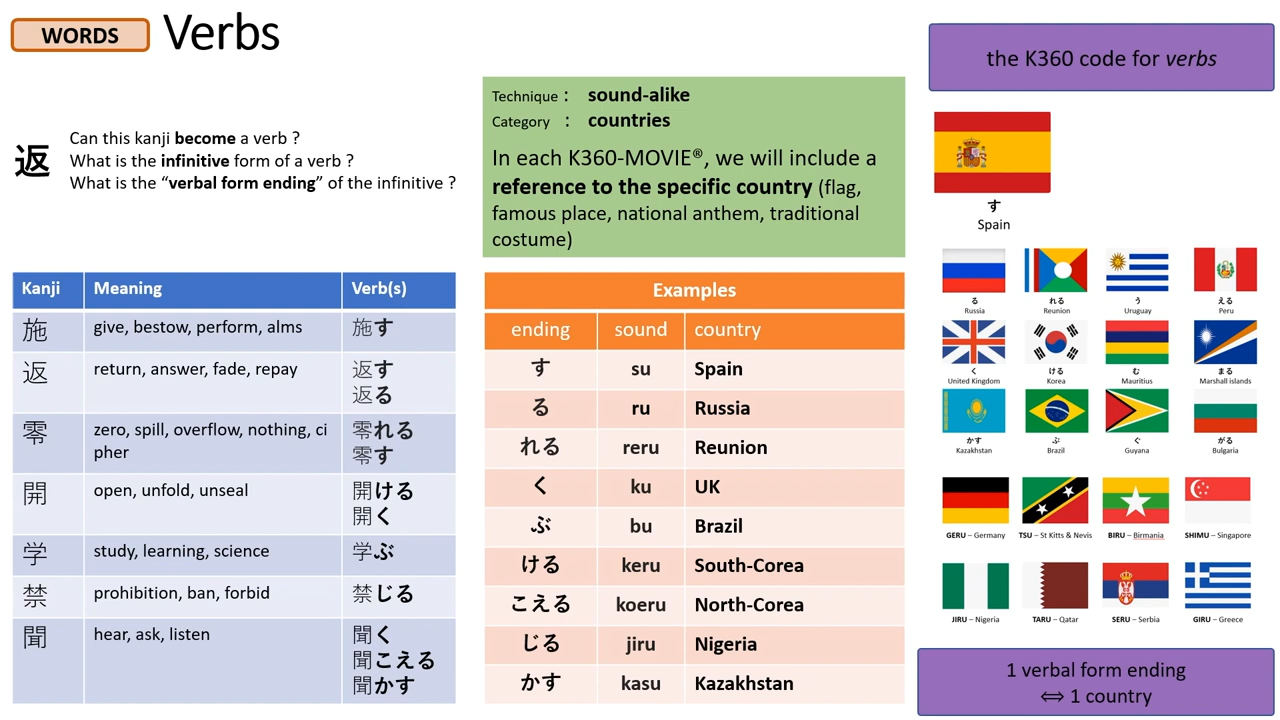 WORDS
Verbs
返
Can this kanji become a verb ?
What is the infinitive form of a verb ?
What is the “verbal form ending” of the infinitive ?
Kanji Meaning Verb(s)
施 give, bestow, perform, alms 施す
返 return, answer, fade, repay 返す
返る
零 zero, spill, overflow, nothing, ci 零れる
pher 零す
開 open, unfold, unseal 開ける
開く
学 study, learning, science 学ぶ
禁 prohibition, ban, forbid 禁じる
聞 hear, ask, listen 聞く
聞こえる
聞かす
Technique : sound-alike
Category : countries
In each K360-MOVIE®, we will include a
reference to the specific country (flag,
famous place, national anthem, traditional
costume)
Examples
ending sound country
す su Spain
る ru Russia
れる reru Reunion
く ku UK
ぶ bu Brazil
ける keru South-Corea
こえる koeru North-Corea
じる jiru Nigeria
かす kasu Kazakhstan
the K360 code for verbs
す
Spain
る れる う える
Russia Reunion Uruguay Peru
く ける む まる
United Kingdom Korea Mauritius Marshall islands
かす ぶ ぐ がる
Kazakhstan Brazil Guyana Bulgaria
GERU – Germany TSU – St Kitts & Nevis BIRU – Birmania SHIMU – Singapore
JIRU – Nigeria TARU – Qatar SERU – Serbia GIRU – Greece
1 verbal form ending
⇔ 1 country